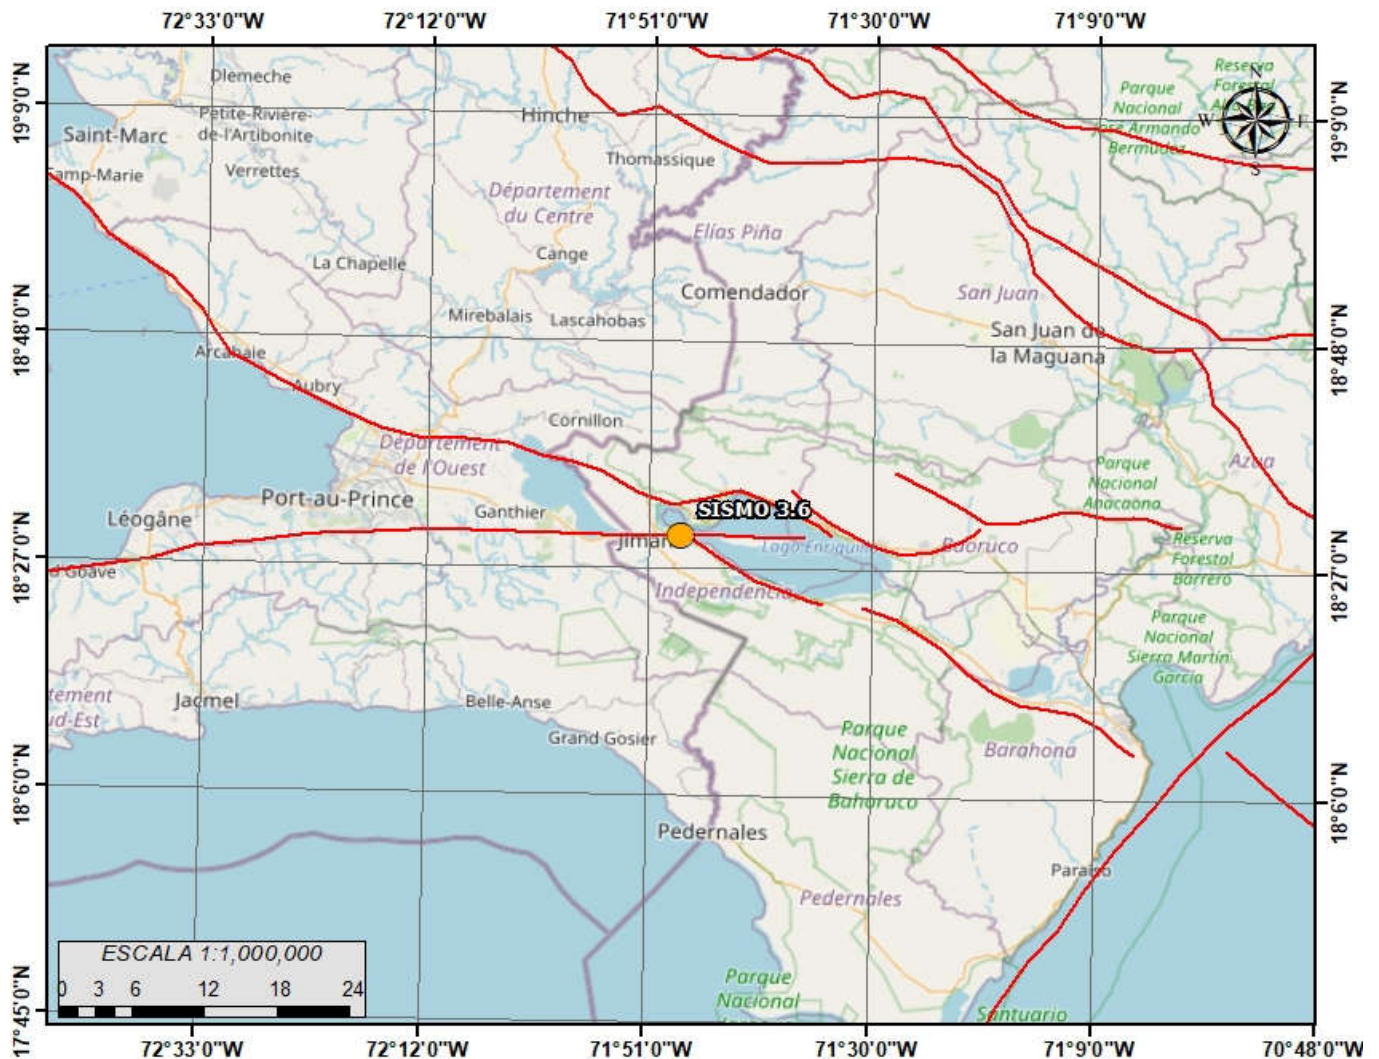 72°33'0"W 72°12'0"W 71°51'0"W 71°30'0"W 71°9'0"W
19°9'0"N
18°48'0"N
18°27'0"N
18°6'0"N
17°45'0"N
19°9'0"N
18°48'0"N
18°27'0"N
18°6'0"N
N
W E
S
Dlemeche
Petite-Rivière-
de-l'Artibonite
Saint-Marc
Verrettes
amp-Marie
Hinche
Thomassique
Département
du Centre
Elías Piña
Cange
La Chapelle
Comendador
Mirebalais
Lascahobas
San Juan
San Juan de
la Maguana
Parque
Nacional
José Armando
Bermúdez
Reserva
Forestal
Arcahaie
Aubry
Cornillon
Département
de l'Ouest
Port-au-Prince
Léogâne
Ganthier
SISMO 3.6
Jimaní
Lago Enriquillo
Baoruco
Independencia
Parque
Nacional
Anacaona
Azua
Reserva
Forestal
Barrero
Parque
Nacional
Sierra Martín
García
d-Goâve
Jacmel
Belle-Anse
Grand Gosier
tement
ud-Est
Parque
Nacional
Sierra de
Bahoruco
Barahona
Pedernales
Paraíso
Pedernales
Parque
Nacional
Santuario
ESCALA 1:1,000,000
0 3 6 12 18 24
72°33'0"W 72°12'0"W 71°51'0"W 71°30'0"W 71°9'0"W 70°48'0"W